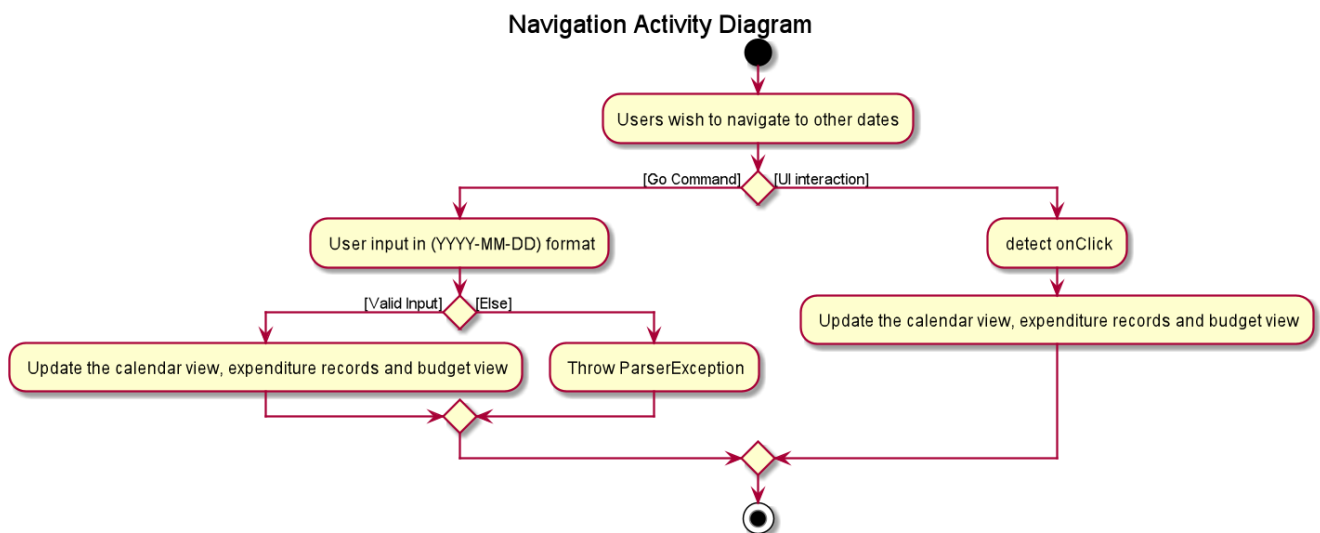 Navigation Activity Diagram
Users wish to navigate to other dates
[Go Command]
[UI interaction]
User input in (YYYY-MM-DD) format
detect onClick
[Valid Input]
[Else]
Update the calendar view, expenditure records and budget view
Update the calendar view, expenditure records and budget view
Throw ParserException